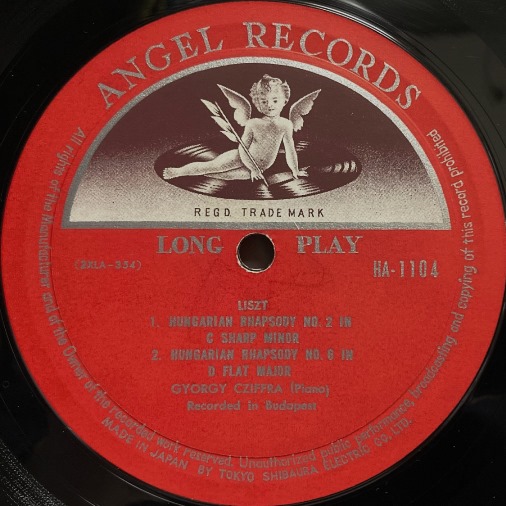 ANGEL RECORDS
REGD. TRADE MARK
LONG PLAY
(2XLA-354)
HA-1104
LISZT
1. HUNGARIAN RHAPSODY NO. 2 IN
C SHARP MINOR
2. HUNGARIAN RHAPSODY NO. 6 IN
D FLAT MAJOR
GYORGY CZIFFRA (Piano)
Recorded in Budapest
All rights of the Manufacturer and of the Owner of the recorded work reserved. Unauthorized public performance, broadcasting and copying of this record prohibited
MADE IN JAPAN BY TOKYO SHIBAURA ELECTRIC CO. LTD.